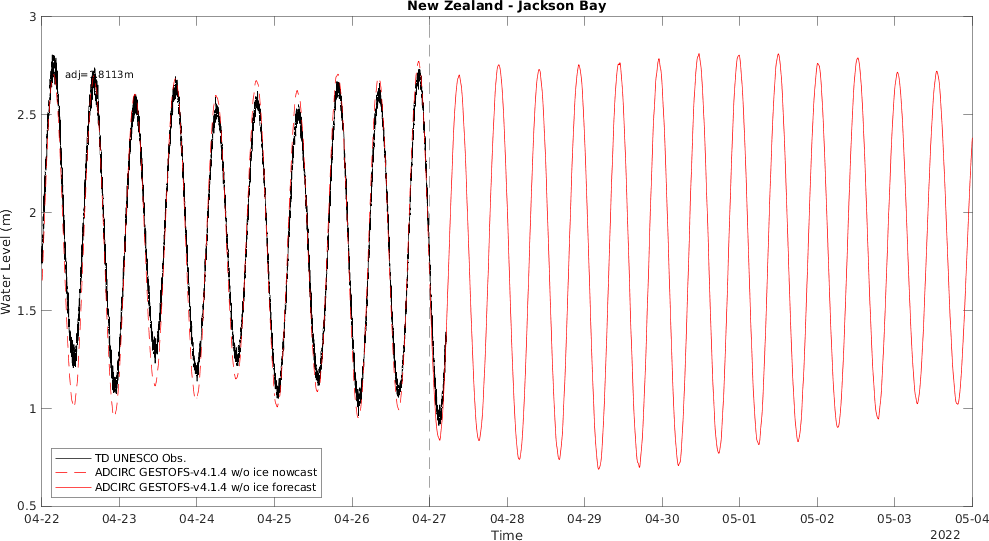 New Zealand - Jackson Bay
3
adj=1.8113m
2.5
2
Water Level (m)
1.5
1
TD UNESCO Obs.
ADCIRC GESTOFS-v4.1.4 w/o ice nowcast
ADCIRC GESTOFS-v4.1.4 w/o ice forecast
0.5
04-22 04-23 04-24 04-25 04-26 04-27 04-28 04-29 04-30 05-01 05-02 05-03 05-04
Time
2022